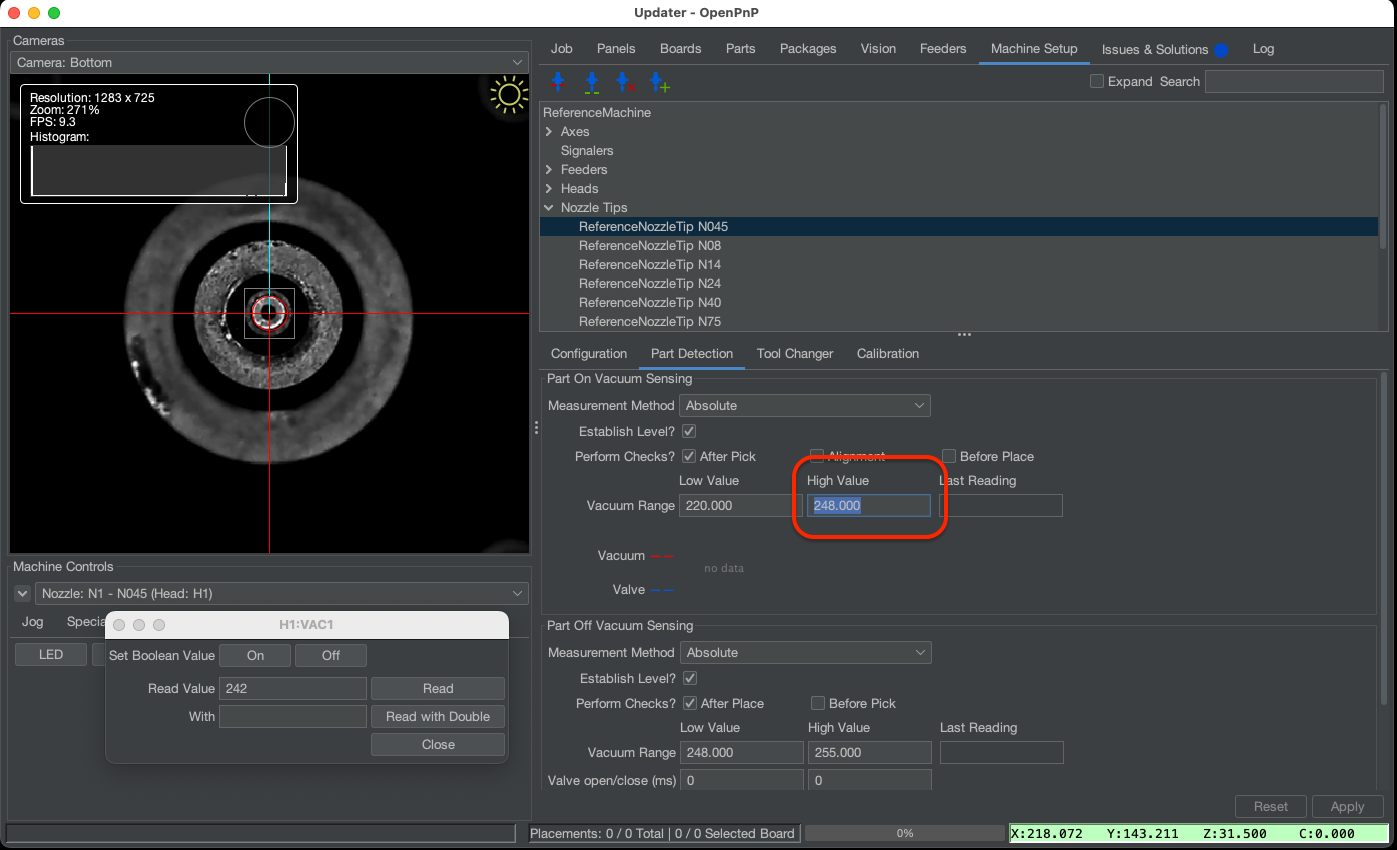 Updater - OpenPnP
Cameras
Camera: Bottom
Resolution: 1283 x 725
Zoom: 271%
FPS: 9.3
Histogram:
Job Panels Boards Parts Packages Vision Feeders Machine Setup Issues & Solutions Log
Expand Search
ReferenceMachine
Axes
Signalers
Feeders
Heads
Nozzle Tips
ReferenceNozzleTip N045
ReferenceNozzleTip N08
ReferenceNozzleTip N14
ReferenceNozzleTip N24
ReferenceNozzleTip N40
ReferenceNozzleTip N75
Configuration Part Detection Tool Changer Calibration
Part On Vacuum Sensing
Measurement Method Absolute
Establish Level?
Perform Checks? After Pick Alignment Before Place
Low Value High Value Last Reading
Vacuum Range 220.000 248.000
Vacuum
no data
Valve
Part Off Vacuum Sensing
Measurement Method Absolute
Establish Level?
Perform Checks? After Place Before Pick
Low Value High Value Last Reading
Vacuum Range 248.000 255.000
Valve open/close (ms) 0 0
Reset Apply
Machine Controls
Nozzle: N1 - N045 (Head: H1)
Jog Specia
LED
H1:VAC1
Set Boolean Value On Off
Read Value 242 Read
With Read with Double
Close
Placements: 0 / 0 Total | 0 / 0 Selected Board 0% X:218.072 Y:143.211 Z:31.500 C:0.000